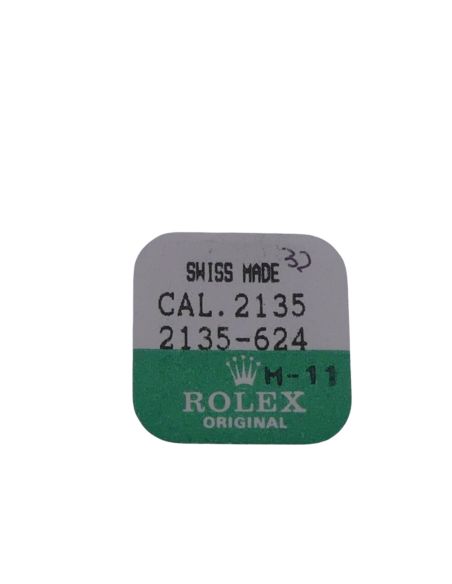 SWISS MADE 32
CAL.2135
2135-624
M-11
ROLEX
ORIGINAL